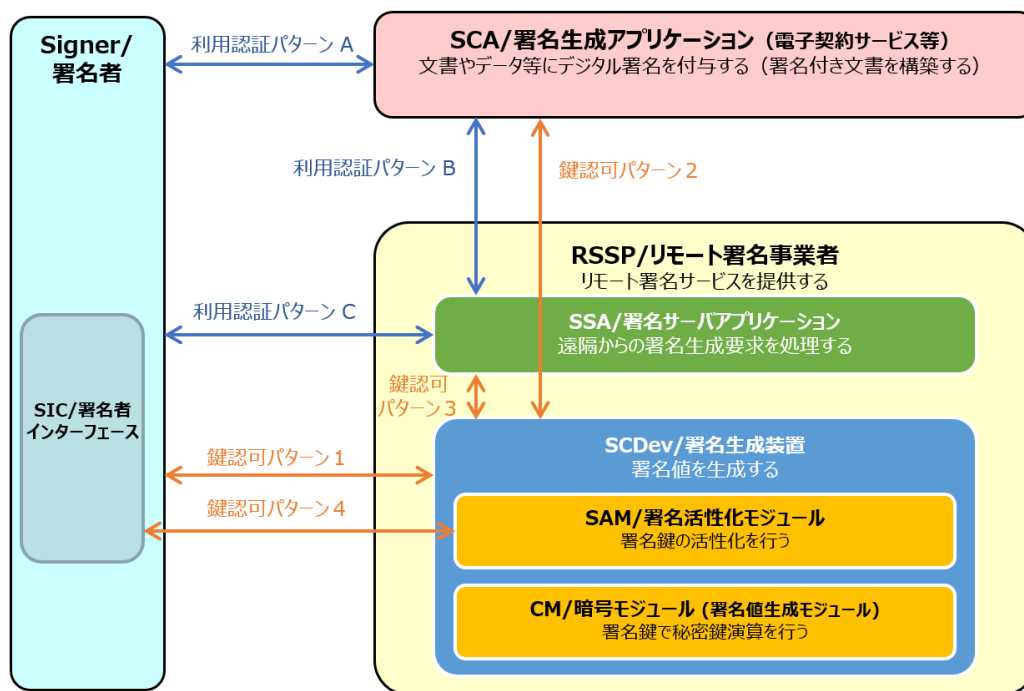 Signer/
署名者
利用認証パターン A
SCA/署名生成アプリケーション（電子契約サービス等）
文書やデータ等にデジタル署名を付与する（署名付き文書を構築する）
利用認証パターン B
鍵認可パターン２
RSSP/リモート署名事業者
リモート署名サービスを提供する
利用認証パターン C
SSA/署名サーバアプリケーション
遠隔からの署名生成要求を処理する
鍵認可
パターン３
SIC/署名者
インターフェース
SCDev/署名生成装置
署名値を生成する
鍵認可パターン１
鍵認可パターン４
SAM/署名活性化モジュール
署名鍵の活性化を行う
CM/暗号モジュール (署名値生成モジュール)
署名鍵で秘密鍵演算を行う